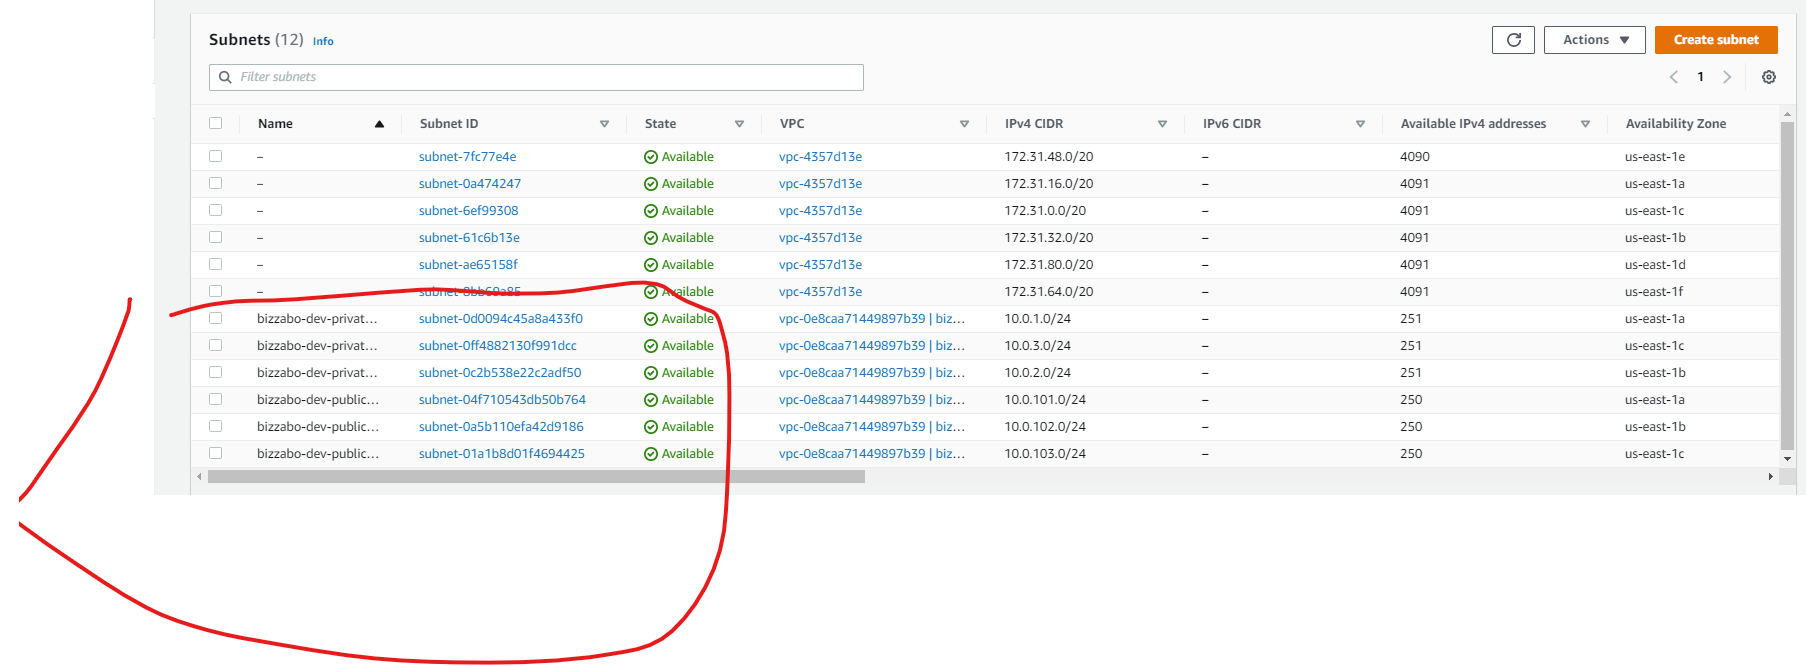 Subnets (12) Info
Actions ▼ Create subnet
Filter subnets
1
Name Subnet ID State VPC IPv4 CIDR IPv6 CIDR Available IPv4 addresses Availability Zone
– subnet-7fc77e4e Available vpc-4357d13e 172.31.48.0/20 – 4090 us-east-1e
– subnet-0a474247 Available vpc-4357d13e 172.31.16.0/20 – 4091 us-east-1a
– subnet-6ef99308 Available vpc-4357d13e 172.31.0.0/20 – 4091 us-east-1c
– subnet-61c6b13e Available vpc-4357d13e 172.31.32.0/20 – 4091 us-east-1b
– subnet-ae65158f Available vpc-4357d13e 172.31.80.0/20 – 4091 us-east-1d
– subnet-8bb69a85 Available vpc-4357d13e 172.31.64.0/20 – 4091 us-east-1f
bizzabo-dev-privat... subnet-0d0094c45a8a433f0 Available vpc-0e8caa71449897b39 | biz... 10.0.1.0/24 – 251 us-east-1a
bizzabo-dev-privat... subnet-0ff4882130f991dcc Available vpc-0e8caa71449897b39 | biz... 10.0.3.0/24 – 251 us-east-1c
bizzabo-dev-privat... subnet-0c2b538e22c2adf50 Available vpc-0e8caa71449897b39 | biz... 10.0.2.0/24 – 251 us-east-1b
bizzabo-dev-public... subnet-04f710543db50b764 Available vpc-0e8caa71449897b39 | biz... 10.0.101.0/24 – 250 us-east-1a
bizzabo-dev-public... subnet-0a5b110efa42d9186 Available vpc-0e8caa71449897b39 | biz... 10.0.102.0/24 – 250 us-east-1b
bizzabo-dev-public... subnet-01a1b8d01f4694425 Available vpc-0e8caa71449897b39 | biz... 10.0.103.0/24 – 250 us-east-1c